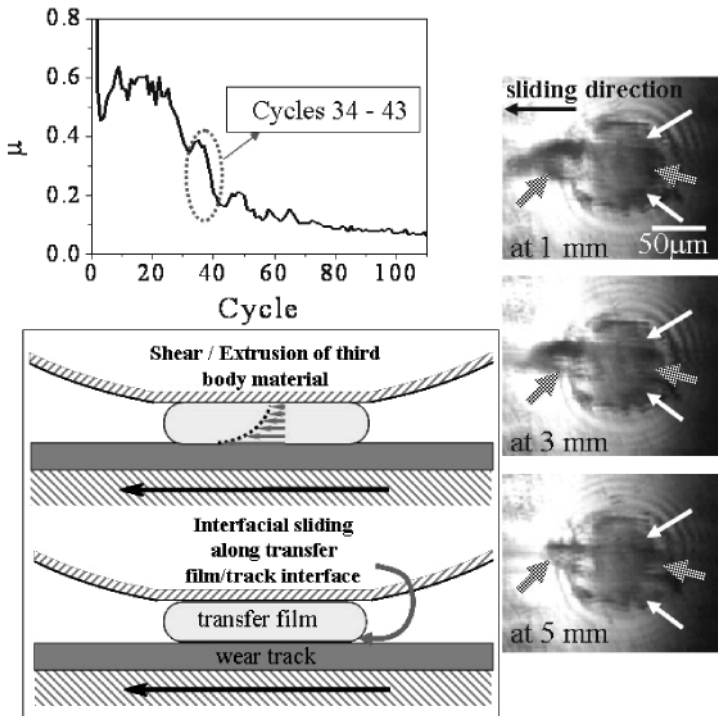 0.8
0.6
0.4
0.2
0.0
μ
0 20 40 60 80 100
Cycle
Cycles 34 - 43
sliding direction
at 1 mm
50μm
at 3 mm
at 5 mm
Shear / Extrusion of third
body material
Interfacial sliding
along transfer
film/track interface
transfer film
wear track